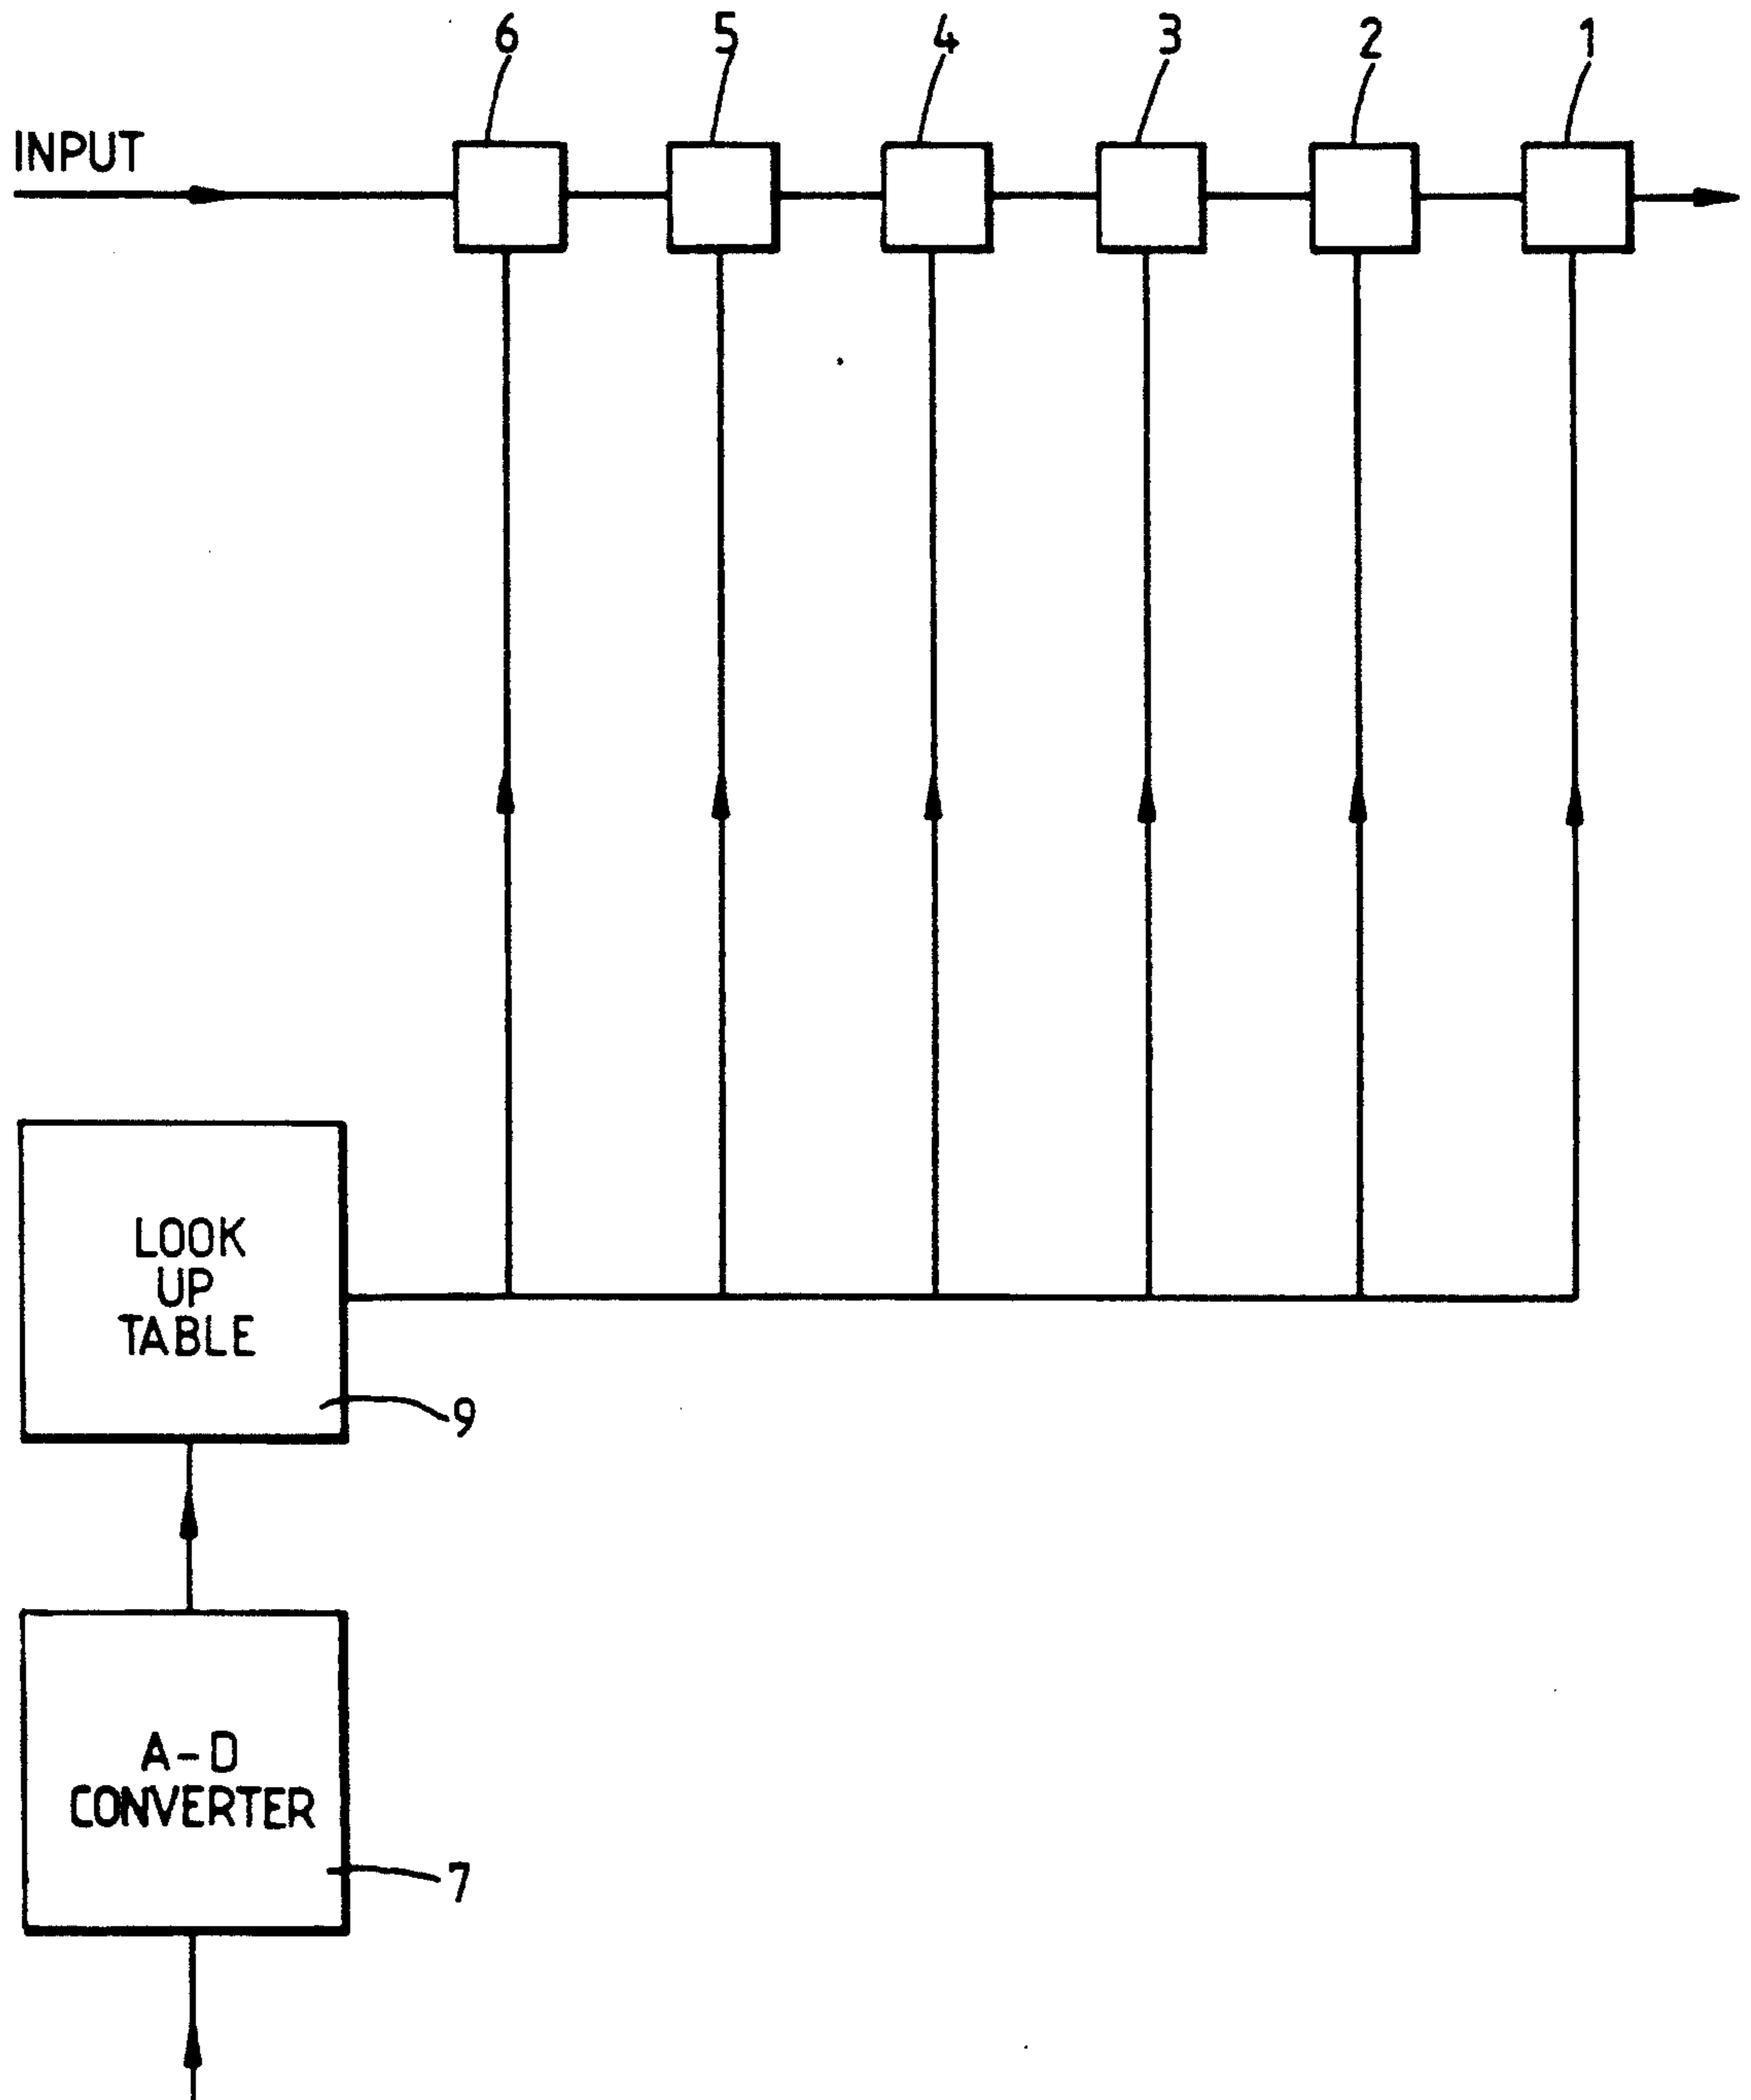 6 5 4 3 2 1
INPUT
LOOK
UP
TABLE
9
A-D
CONVERTER
7